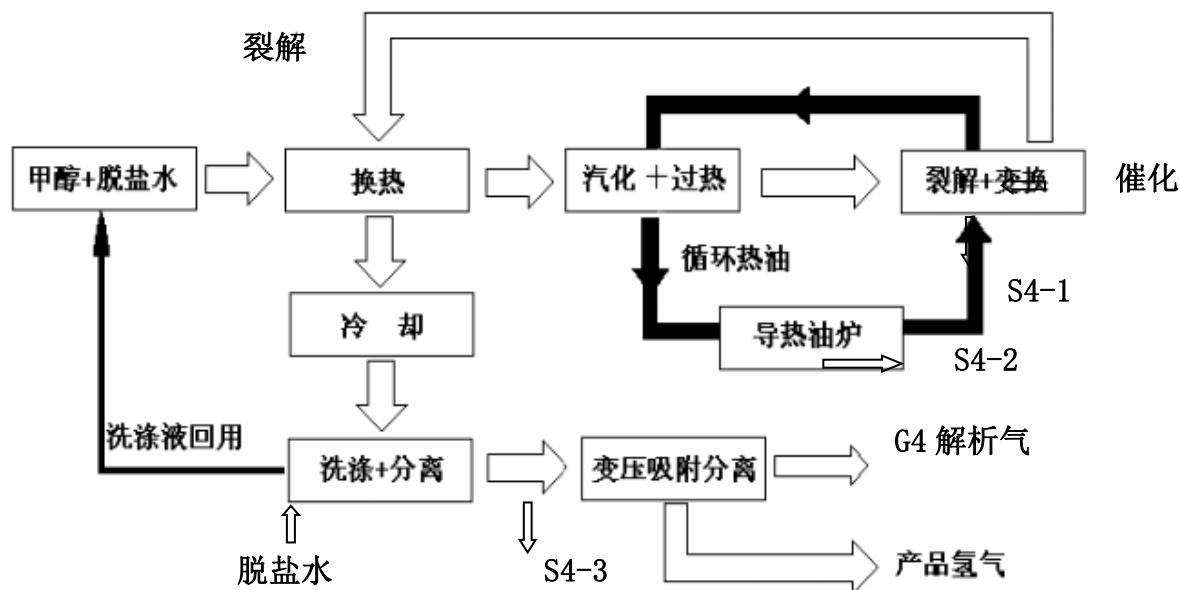 裂解
甲醇+脱盐水
换热
汽化+过热
裂解+变换
催化
循环热油
S4-1
冷 却
导热油炉
S4-2
洗涤液回用
G4 解析气
洗涤+分离
变压吸附分离
脱盐水
S4-3
产品氢气